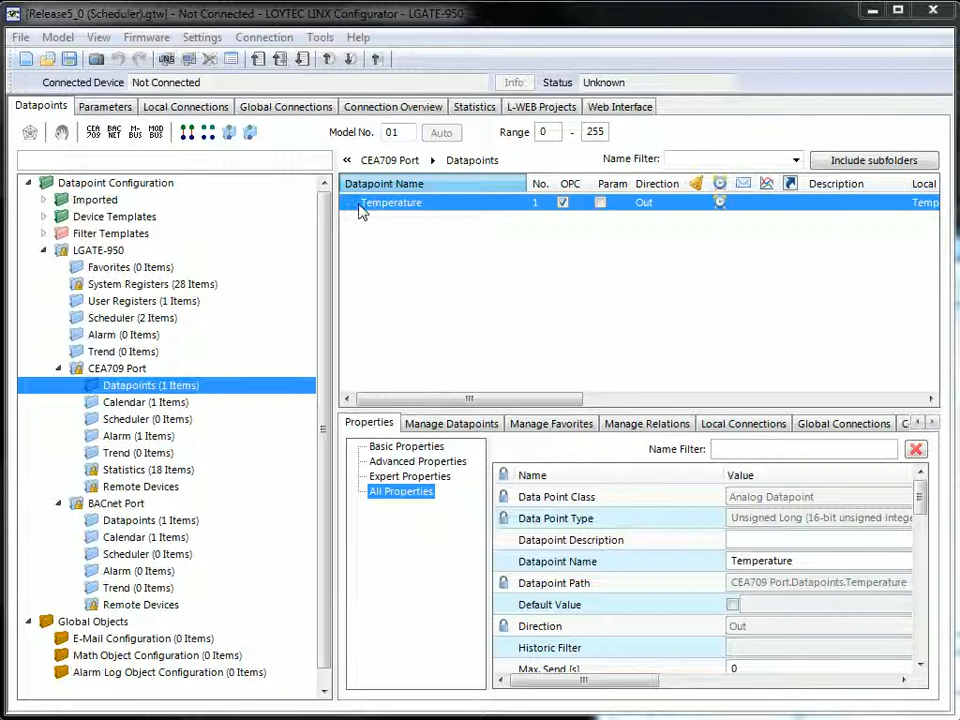 [Release5_0 (Scheduler).gtw] - Not Connected - LOYTEC LINX Configurator - LGATE-950
File Model View Firmware Settings Connection Tools Help
Connected Device Not Connected Info Status Unknown
Datapoints Parameters Local Connections Global Connections Connection Overview Statistics L-WEB Projects Web Interface
CEA 709 BAC NET M-BUS MOD BUS Model No. 01 Auto Range 0 - 255
« CEA709 Port Datapoints Name Filter: Include subfolders
Datapoint Name No. OPC Param Direction Description Local
Temperature 1 Out Temp
Datapoint Configuration
Imported
Device Templates
Filter Templates
LGATE-950
Favorites (0 Items)
System Registers (28 Items)
User Registers (1 Items)
Scheduler (2 Items)
Alarm (0 Items)
Trend (0 Items)
CEA709 Port
Datapoints (1 Items)
Calendar (1 Items)
Scheduler (0 Items)
Alarm (1 Items)
Trend (0 Items)
Statistics (18 Items)
Remote Devices
BACnet Port
Datapoints (1 Items)
Calendar (1 Items)
Scheduler (0 Items)
Alarm (0 Items)
Trend (0 Items)
Remote Devices
Global Objects
E-Mail Configuration (0 Items)
Math Object Configuration (0 Items)
Alarm Log Object Configuration (0 Items)
Properties Manage Datapoints Manage Favorites Manage Relations Local Connections Global Connections C
Basic Properties
Advanced Properties
Expert Properties
All Properties
Name Filter:
Name Value
Data Point Class Analog Datapoint
Data Point Type Unsigned Long (16-bit unsigned intege
Datapoint Description
Datapoint Name Temperature
Datapoint Path CEA709 Port.Datapoints.Temperature
Default Value
Direction Out
Historic Filter
Max. Send [s] 0